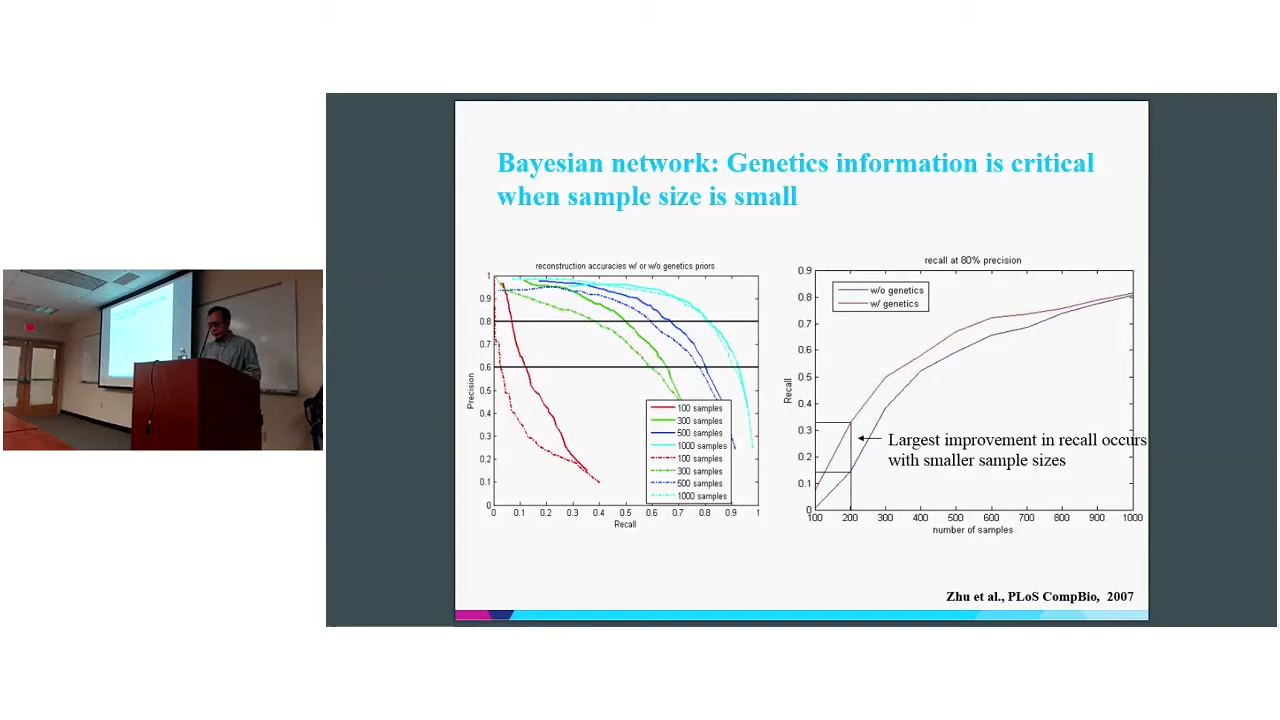 Bayesian network: Genetics information is critical
when sample size is small
reconstruction accuracies w/ or w/o genetics priors
1
0.9
0.8
0.7
0.6
0.5
0.4
0.3
0.2
0.1
0
Precision
0 0.1 0.2 0.3 0.4 0.5 0.6 0.7 0.8 0.9 1
Recall
100 samples
300 samples
500 samples
1000 samples
100 samples
300 samples
500 samples
1000 samples
recall at 80% precision
0.9
0.8
0.7
0.6
0.5
0.4
0.3
0.2
0.1
0
Recall
w/o genetics
w/ genetics
Largest improvement in recall occurs
with smaller sample sizes
100 200 300 400 500 600 700 800 900 1000
number of samples
Zhu et al., PLoS CompBio, 2007